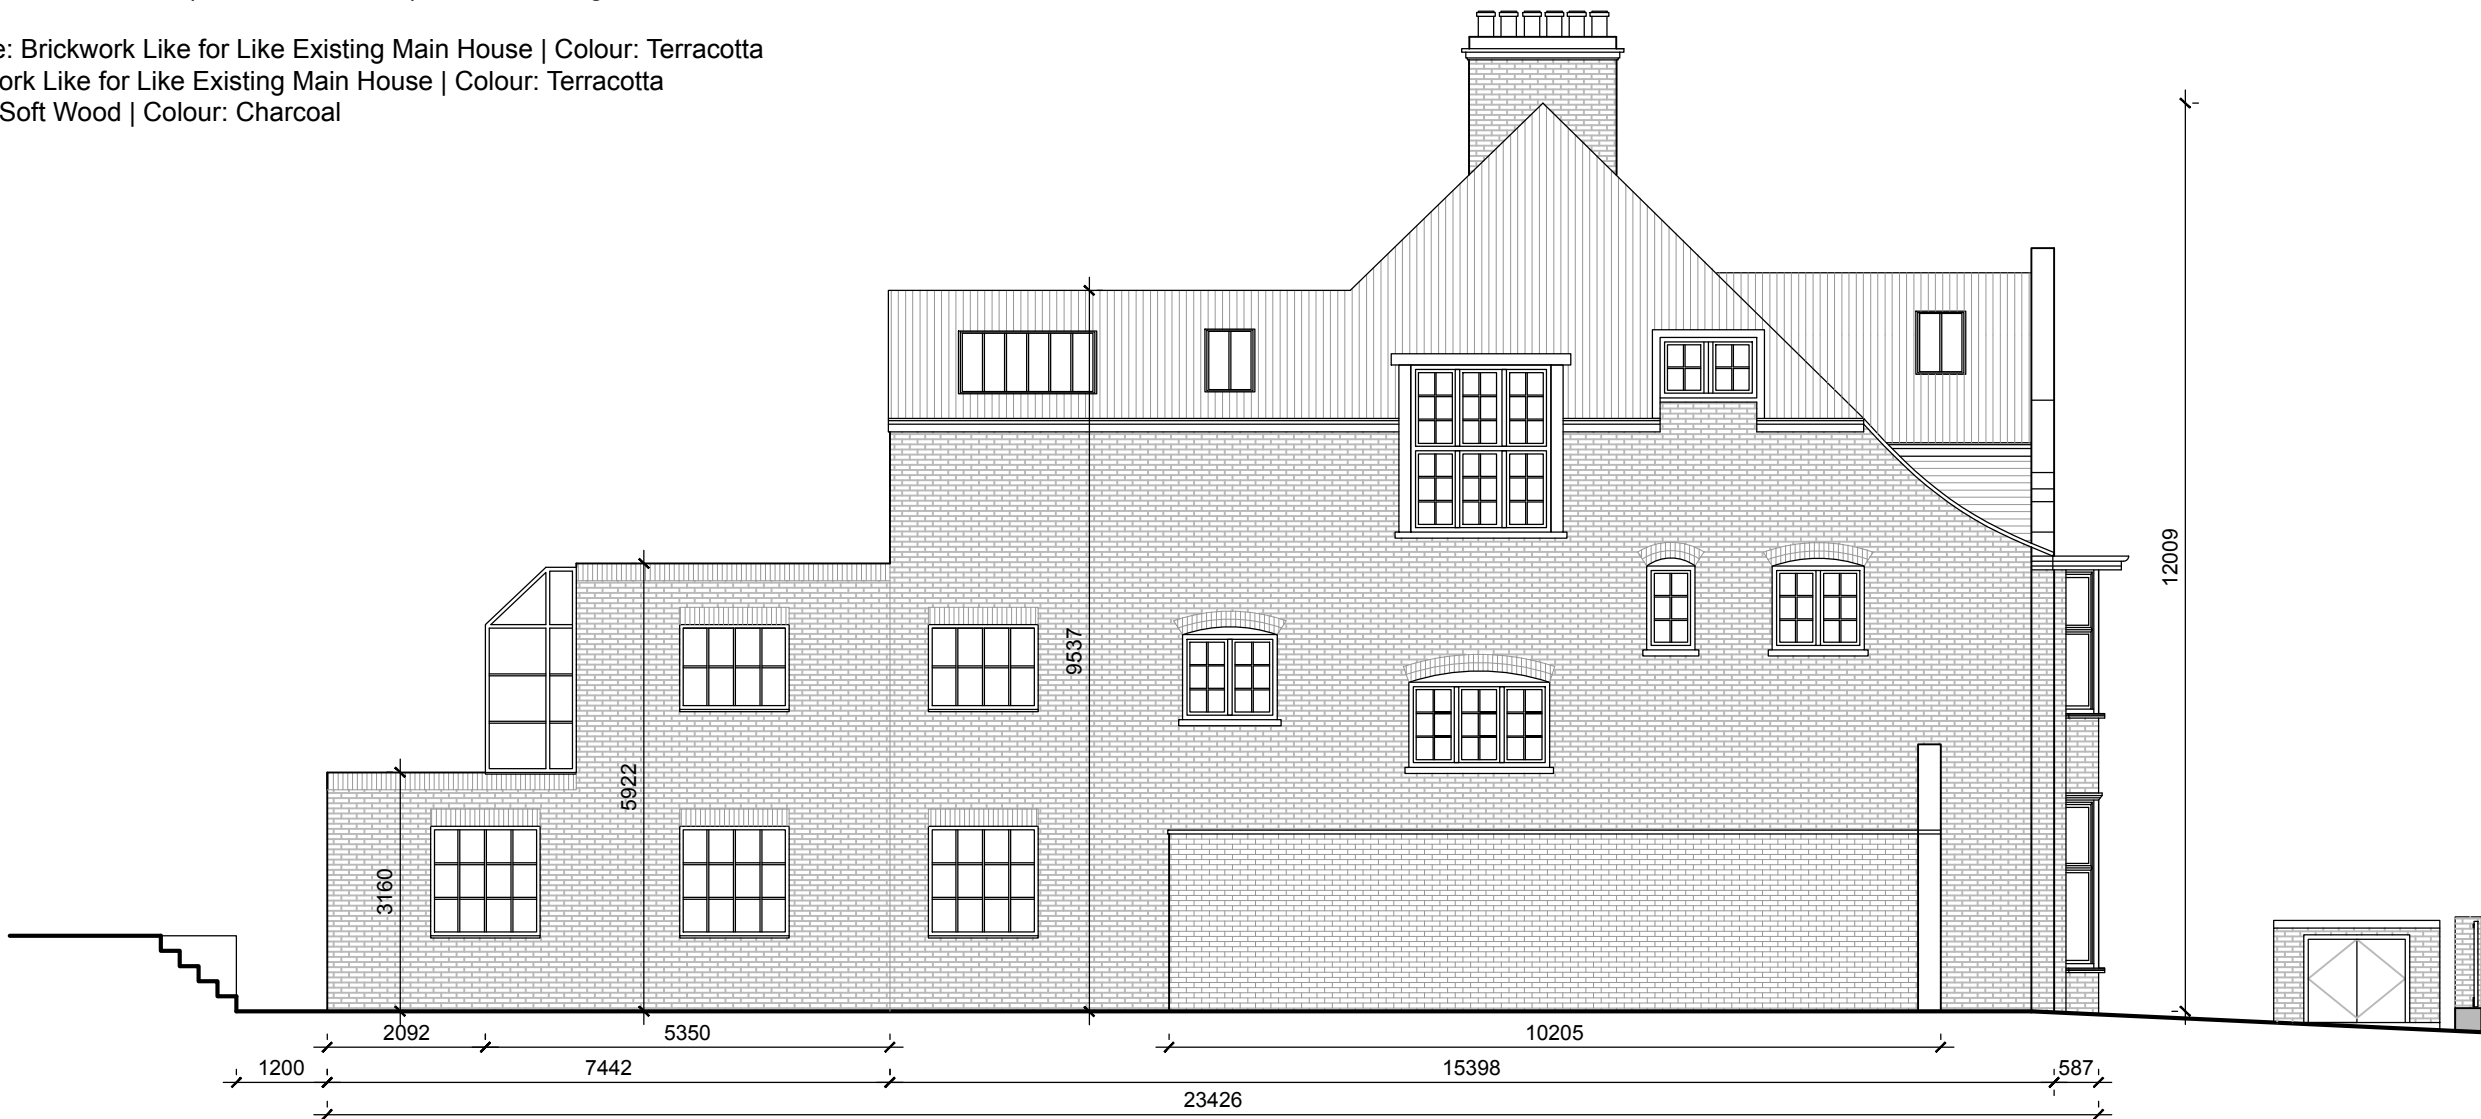 e: Brickwork Like for Like Existing Main House | Colour: Terracotta
ork Like for Like Existing Main House | Colour: Terracotta
Soft Wood | Colour: Charcoal
12009
9537
5922
3160
2092 5350 10205
1200 7442 15398 587
23426